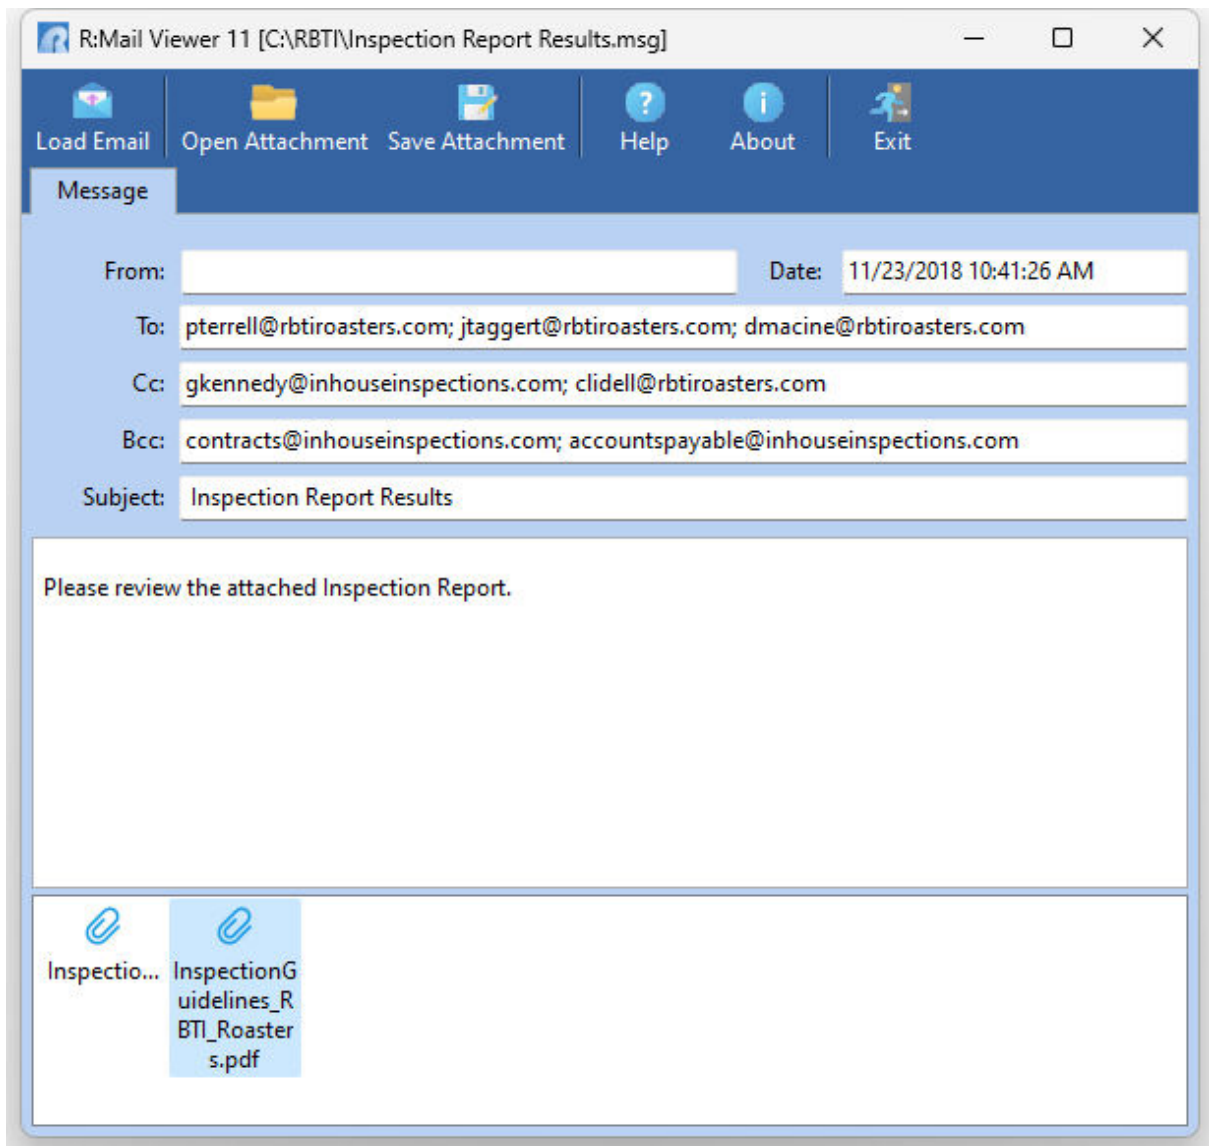 R:Mail Viewer 11 [C:\RBTI\Inspection Report Results.msg]
Load Email Open Attachment Save Attachment Help About Exit
Message
From: Date: 11/23/2018 10:41:26 AM
To: pterrell@rbtiroasters.com; jtaggert@rbtiroasters.com; dmacine@rbtiroasters.com
Cc: gkennedy@inhouseinspections.com; clidell@rbtiroasters.com
Bcc: contracts@inhouseinspections.com; accountspayable@inhouseinspections.com
Subject: Inspection Report Results
Please review the attached Inspection Report.
Inspectio... InspectionG
uidelines_R
BTI_Roaster
s.pdf